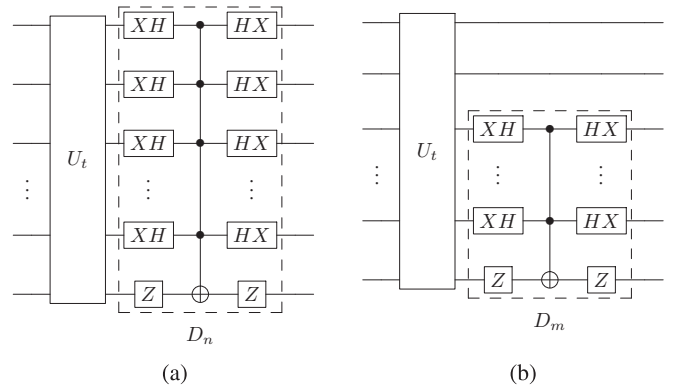 XH HX
XH HX
XH HX XH HX
U_t U_t
⋮ ⋮ ⋮ ⋮ ⋮ ⋮
XH HX XH HX
Z Z Z Z
D_n D_m
(a) (b)